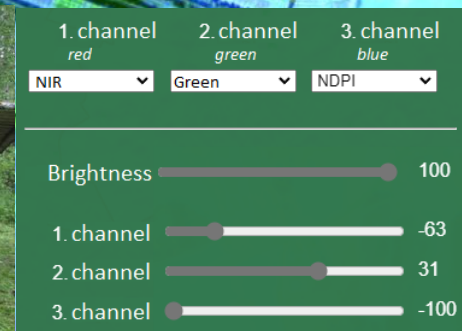 1. channel 2. channel 3. channel
red green blue
NIR Green NDPI
Brightness 100
1. channel -63
2. channel 31
3. channel -100